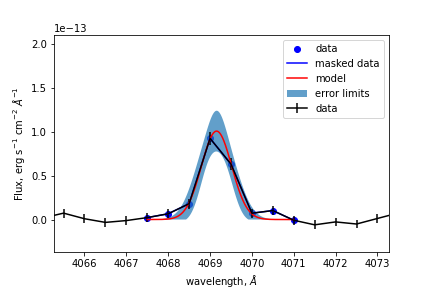 1e−13
2.0
1.5
1.0
0.5
0.0
Flux, erg s⁻¹ cm⁻² Å⁻¹
data
masked data
model
error limits
data
4066 4067 4068 4069 4070 4071 4072 4073
wavelength, Å